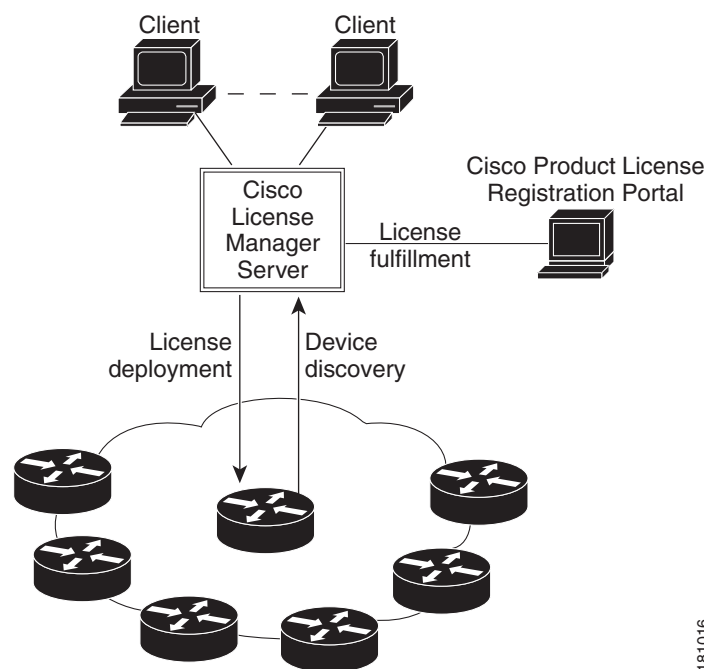 Client
Client
Cisco Product License
Registration Portal
Cisco
License
Manager
Server
License
fulfillment
License
deployment
Device
discovery
181016